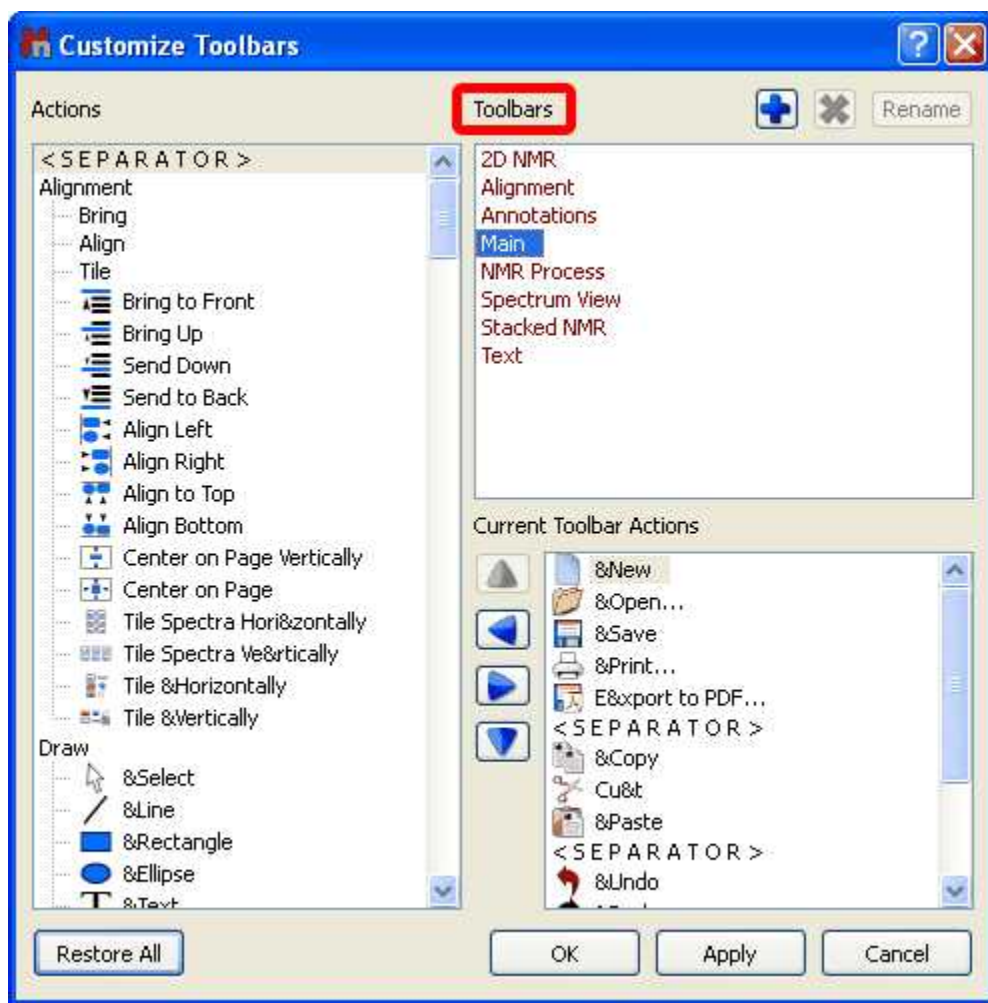 Customize Toolbars
Actions
<SEPARATOR>
Alignment
Bring
Align
Tile
Bring to Front
Bring Up
Send Down
Send to Back
Align Left
Align Right
Align to Top
Align Bottom
Center on Page Vertically
Center on Page
Tile Spectra Hori&zontally
Tile Spectra Ve&rtically
Tile &Horizontally
Tile &Vertically
Draw
&Select
&Line
&Rectangle
&Ellipse
&Text
Toolbars
Rename
2D NMR
Alignment
Annotations
Main
NMR Process
Spectrum View
Stacked NMR
Text
Current Toolbar Actions
&New
&Open...
&Save
&Print...
E&xport to PDF...
<SEPARATOR>
&Copy
Cu&t
&Paste
<SEPARATOR>
&Undo
Restore All
OK
Apply
Cancel